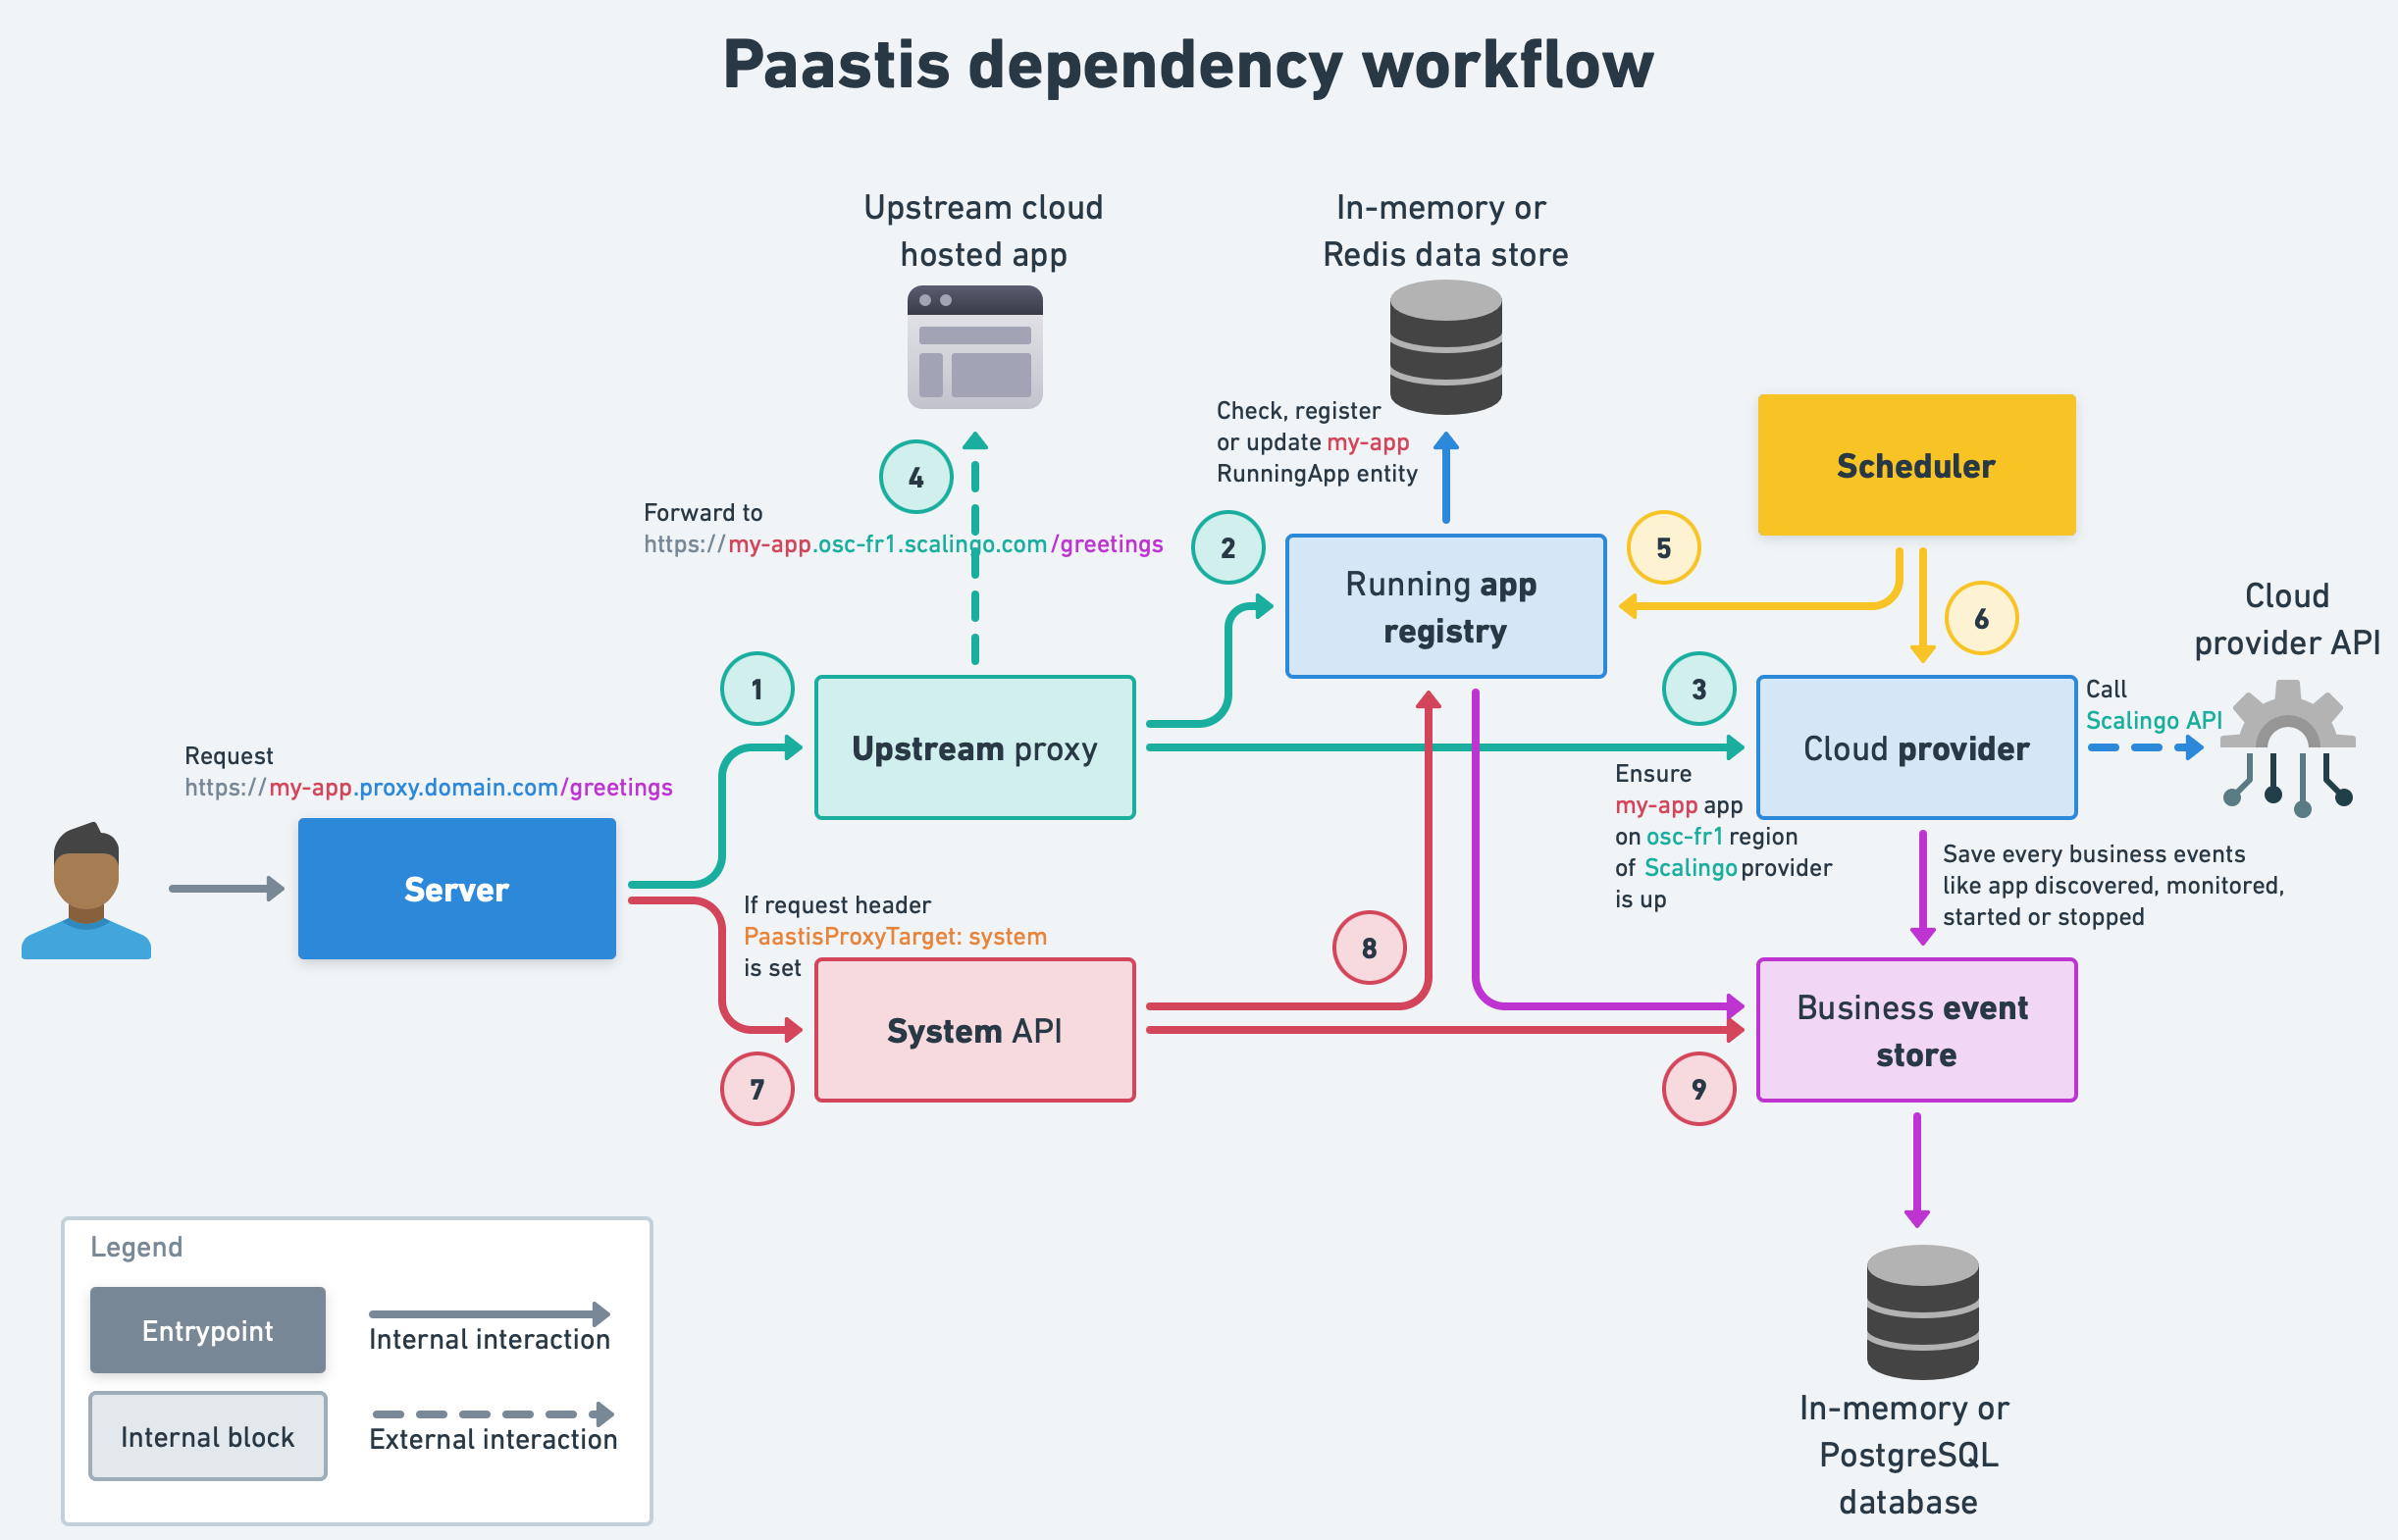 Paastis dependency workflow
Upstream cloud
hosted app
In-memory or
Redis data store
Check, register
or update my-app
RunningApp entity
Scheduler
4
Forward to
https://my-app.osc-fr1.scalingo.com/greetings
2
5
Running app
registry
6
Cloud
provider API
1
3
Call
Scalingo API
Upstream proxy
Cloud provider
Request
https://my-app.proxy.domain.com/greetings
Ensure
my-app app
on osc-fr1 region
of Scalingo provider
is up
Server
Save every business events
like app discovered, monitored,
started or stopped
If request header
PaastisProxyTarget: system
is set
8
System API
Business event
store
7
9
Legend
Entrypoint
Internal interaction
Internal block
External interaction
In-memory or
PostgreSQL
database